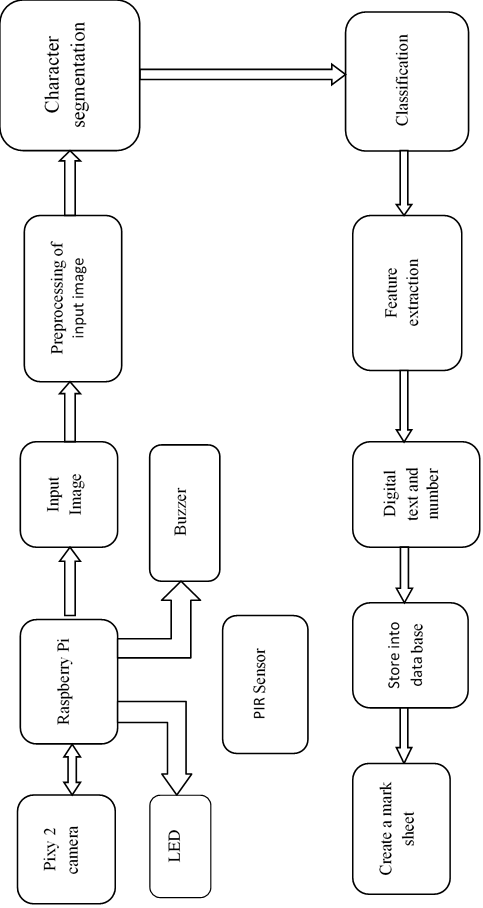 Pixy 2
camera
Raspberry Pi
Input
Image
Preprocessing of
input image
Character
segmentation
LED
Buzzer
PIR Sensor
Classification
Feature
extraction
Digital
text and
number
Store into
data base
Create a mark
sheet